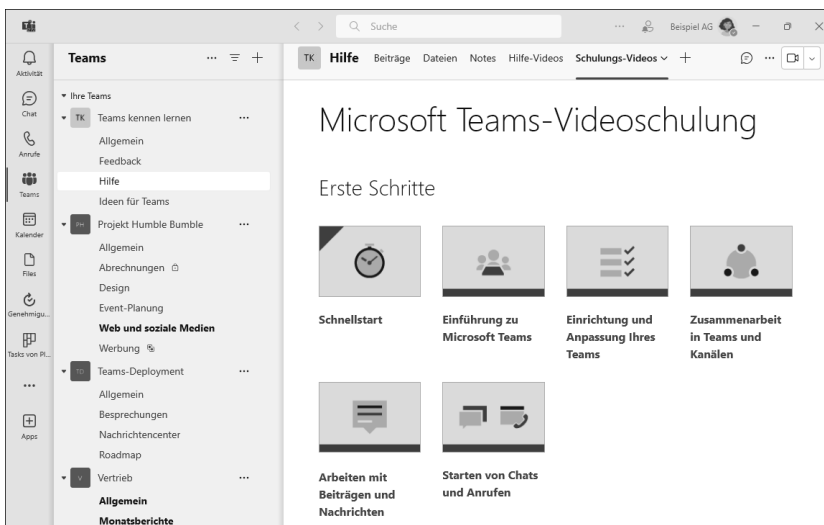 Suche
Beispiel AG
Aktivität
Chat
Anrufe
Teams
Kalender
Files
Genehmigu...
Tasks von Pl...
Apps
Teams
Ihre Teams
TK Teams kennen lernen
Allgemein
Feedback
Hilfe
Ideen für Teams
PH Projekt Humble Bumble
Allgemein
Abrechnungen
Design
Event-Planung
Web und soziale Medien
Werbung
TD Teams-Deployment
Allgemein
Besprechungen
Nachrichtencenter
Roadmap
V Vertrieb
Allgemein
Monatsberichte
TK Hilfe Beiträge Dateien Notes Hilfe-Videos Schulungs-Videos
Microsoft Teams-Videoschulung
Erste Schritte
Schnellstart
Einführung zu
Microsoft Teams
Einrichtung und
Anpassung Ihres
Teams
Zusammenarbeit
in Teams und
Kanälen
Arbeiten mit
Beiträgen und
Nachrichten
Starten von Chats
und Anrufen